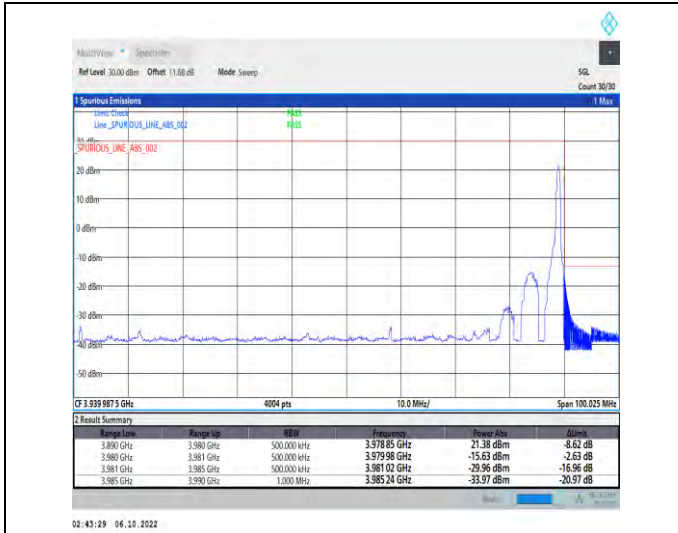 MultiView Spectrum
Ref Level 30.00 dBm Offset 11.68 dB Mode Sweep SGL
Count 30/30
1 Spurious Emissions 1 Max
Limit Check PASS
Line _SPURIOUS_LINE_ABS_002 PASS
30 dBm
_SPURIOUS_LINE_ABS_002
20 dBm
10 dBm
0 dBm
-10 dBm
-20 dBm
-30 dBm
-40 dBm
-50 dBm
CF 3.939 987 5 GHz 4004 pts 10.0 MHz/ Span 100.025 MHz
2 Result Summary
Range Low Range Up RBW Frequency Power Abs ΔLimit
3.890 GHz 3.980 GHz 500.000 kHz 3.978 85 GHz 21.38 dBm -8.62 dB
3.980 GHz 3.981 GHz 500.000 kHz 3.979 98 GHz -15.63 dBm -2.63 dB
3.981 GHz 3.985 GHz 500.000 kHz 3.981 02 GHz -29.96 dBm -16.96 dB
3.985 GHz 3.990 GHz 1.000 MHz 3.985 24 GHz -33.97 dBm -20.97 dB
02:43:29 06.10.2022